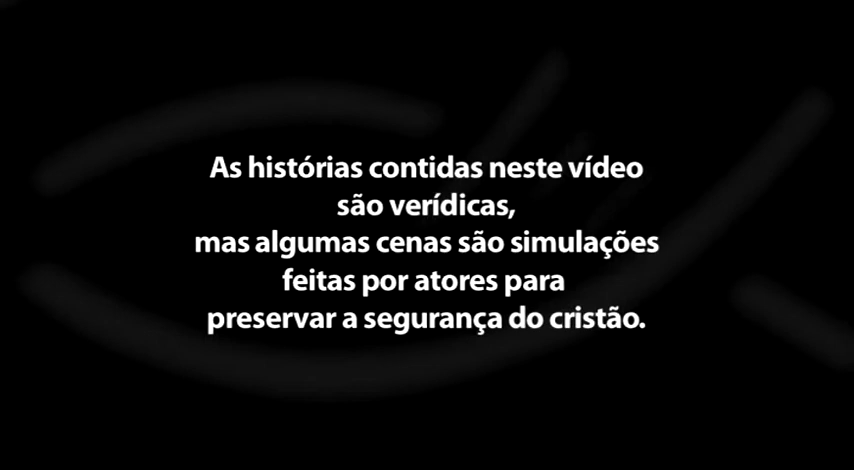 As histórias contidas neste vídeo
são verídicas,
mas algumas cenas são simulações
feitas por atores para
preservar a segurança do cristão.